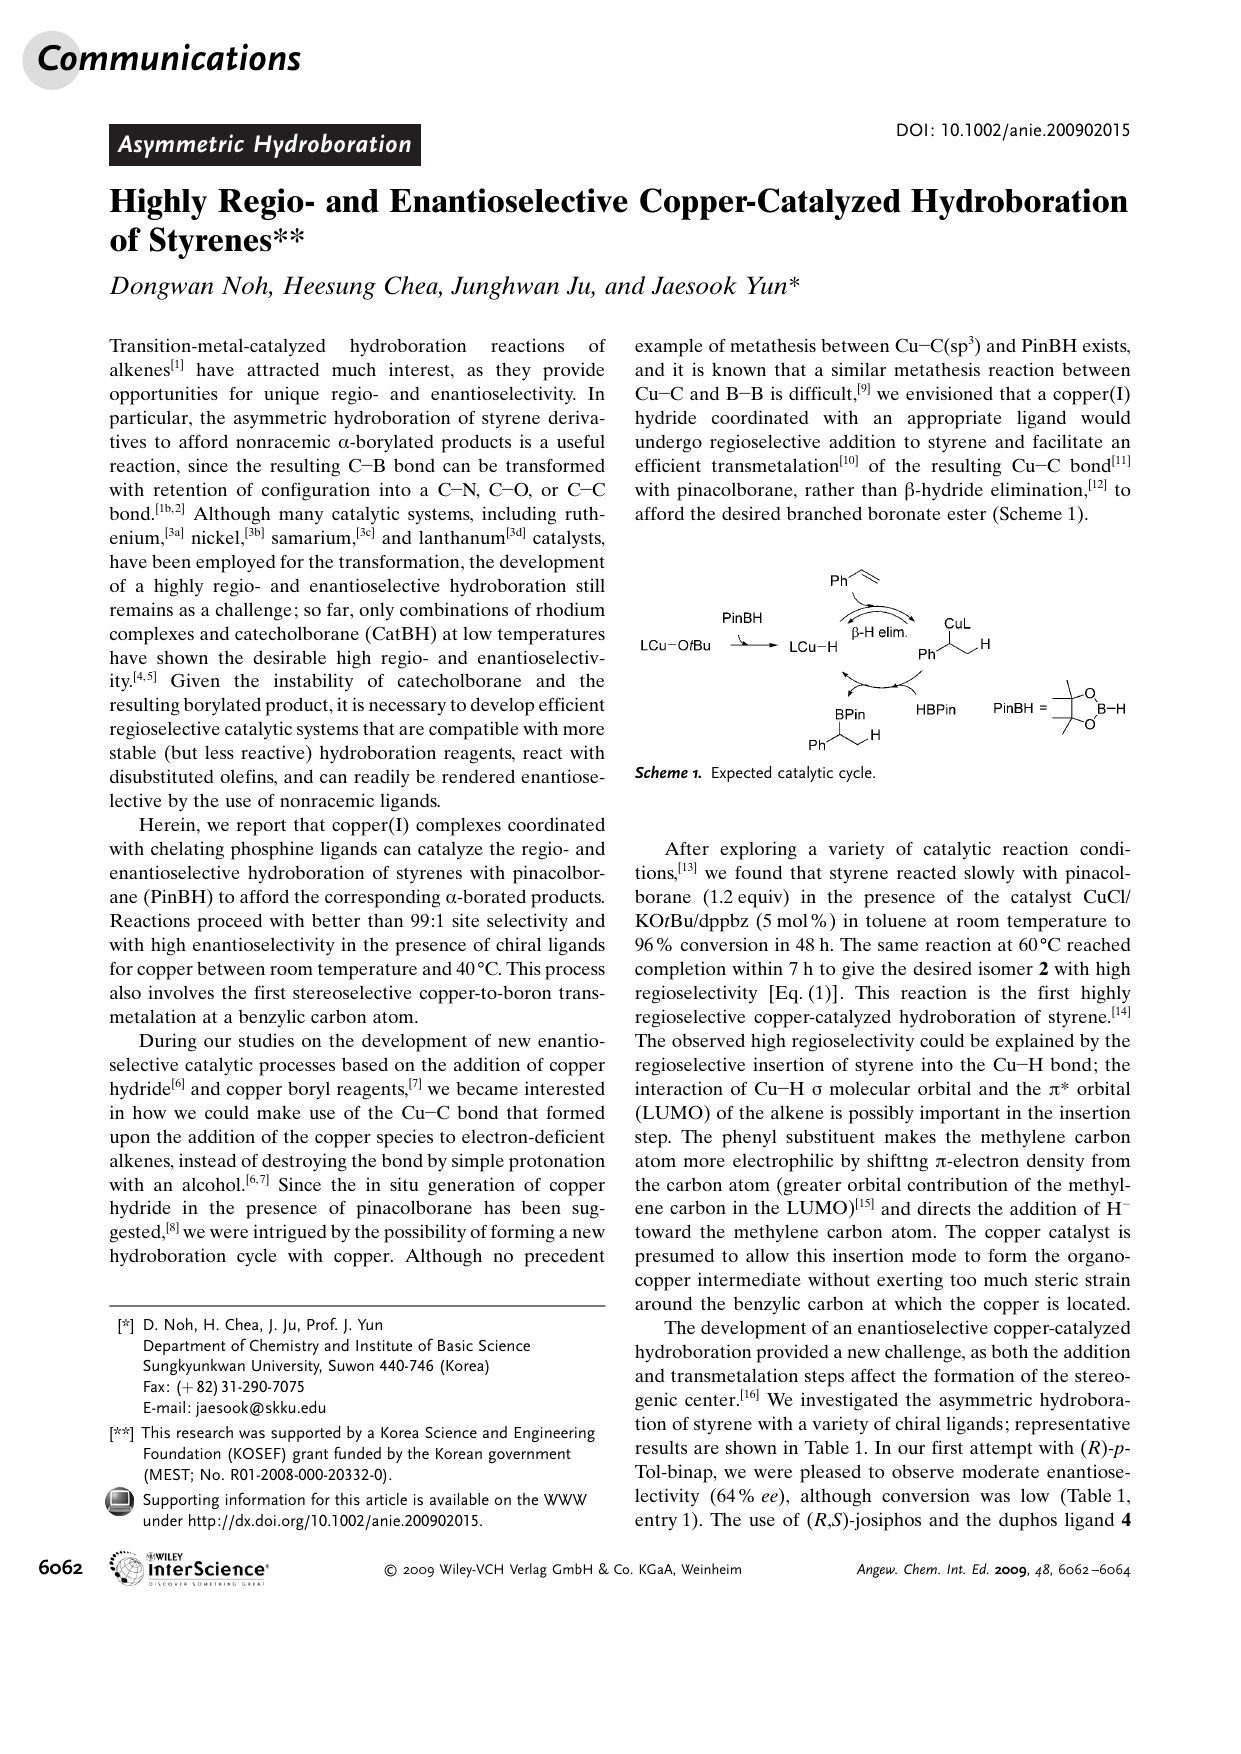 Communications
Asymmetric Hydroboration
DOI: 10.1002/anie.200902015
Highly Regio- and Enantioselective Copper-Catalyzed Hydroboration
of Styrenes**
Dongwan Noh, Heesung Chea, Junghwan Ju, and Jaesook Yun*
Transition-metal-catalyzed hydroboration reactions of
alkenes[1] have attracted much interest, as they provide
opportunities for unique regio- and enantioselectivity. In
particular, the asymmetric hydroboration of styrene deriva-
tives to afford nonracemic α-borylated products is a useful
reaction, since the resulting C−B bond can be transformed
with retention of configuration into a C−N, C−O, or C−C
bond.[1b,2] Although many catalytic systems, including ruth-
enium,[3a] nickel,[3b] samarium,[3c] and lanthanum[3d] catalysts,
have been employed for the transformation, the development
of a highly regio- and enantioselective hydroboration still
remains as a challenge; so far, only combinations of rhodium
complexes and catecholborane (CatBH) at low temperatures
have shown the desirable high regio- and enantioselectiv-
ity.[4,5] Given the instability of catecholborane and the
resulting borylated product, it is necessary to develop efficient
regioselective catalytic systems that are compatible with more
stable (but less reactive) hydroboration reagents, react with
disubstituted olefins, and can readily be rendered enantiose-
lective by the use of nonracemic ligands.
Herein, we report that copper(I) complexes coordinated
with chelating phosphine ligands can catalyze the regio- and
enantioselective hydroboration of styrenes with pinacolbor-
ane (PinBH) to afford the corresponding α-borated products.
Reactions proceed with better than 99:1 site selectivity and
with high enantioselectivity in the presence of chiral ligands
for copper between room temperature and 40 °C. This process
also involves the first stereoselective copper-to-boron trans-
metalation at a benzylic carbon atom.
During our studies on the development of new enantio-
selective catalytic processes based on the addition of copper
hydride[6] and copper boryl reagents,[7] we became interested
in how we could make use of the Cu−C bond that formed
upon the addition of the copper species to electron-deficient
alkenes, instead of destroying the bond by simple protonation
with an alcohol.[6,7] Since the in situ generation of copper
hydride in the presence of pinacolborane has been sug-
gested,[8] we were intrigued by the possibility of forming a new
hydroboration cycle with copper. Although no precedent
[*] D. Noh, H. Chea, J. Ju, Prof. J. Yun
Department of Chemistry and Institute of Basic Science
Sungkyunkwan University, Suwon 440-746 (Korea)
Fax: (+ 82) 31-290-7075
E-mail: jaesook@skku.edu
[**] This research was supported by a Korea Science and Engineering
Foundation (KOSEF) grant funded by the Korean government
(MEST; No. R01-2008-000-20332-0).
Supporting information for this article is available on the WWW
under http://dx.doi.org/10.1002/anie.200902015.
example of metathesis between Cu−C(sp3) and PinBH exists,
and it is known that a similar metathesis reaction between
Cu−C and B−B is difficult,[9] we envisioned that a copper(I)
hydride coordinated with an appropriate ligand would
undergo regioselective addition to styrene and facilitate an
efficient transmetalation[10] of the resulting Cu−C bond[11]
with pinacolborane, rather than β-hydride elimination,[12] to
afford the desired branched boronate ester (Scheme 1).
Ph
PinBH
β-H elim.
CuL
LCu−OtBu
LCu−H
H
Ph
BPin
HBPin
PinBH =
O
B−H
O
H
Ph
Scheme 1. Expected catalytic cycle.
After exploring a variety of catalytic reaction condi-
tions,[13] we found that styrene reacted slowly with pinacol-
borane (1.2 equiv) in the presence of the catalyst CuCl/
KOtBu/dppbz (5 mol %) in toluene at room temperature to
96 % conversion in 48 h. The same reaction at 60 °C reached
completion within 7 h to give the desired isomer 2 with high
regioselectivity [Eq. (1)]. This reaction is the first highly
regioselective copper-catalyzed hydroboration of styrene.[14]
The observed high regioselectivity could be explained by the
regioselective insertion of styrene into the Cu−H bond; the
interaction of Cu−H σ molecular orbital and the π* orbital
(LUMO) of the alkene is possibly important in the insertion
step. The phenyl substituent makes the methylene carbon
atom more electrophilic by shifttng π-electron density from
the carbon atom (greater orbital contribution of the methyl-
ene carbon in the LUMO)[15] and directs the addition of H−
toward the methylene carbon atom. The copper catalyst is
presumed to allow this insertion mode to form the organo-
copper intermediate without exerting too much steric strain
around the benzylic carbon at which the copper is located.
The development of an enantioselective copper-catalyzed
hydroboration provided a new challenge, as both the addition
and transmetalation steps affect the formation of the stereo-
genic center.[16] We investigated the asymmetric hydrobora-
tion of styrene with a variety of chiral ligands; representative
results are shown in Table 1. In our first attempt with (R)-p-
Tol-binap, we were pleased to observe moderate enantiose-
lectivity (64 % ee), although conversion was low (Table 1,
entry 1). The use of (R,S)-josiphos and the duphos ligand 4
6062
WILEY
InterScience®
DISCOVER SOMETHING GREAT
© 2009 Wiley-VCH Verlag GmbH & Co. KGaA, Weinheim
Angew. Chem. Int. Ed. 2009, 48, 6062–6064